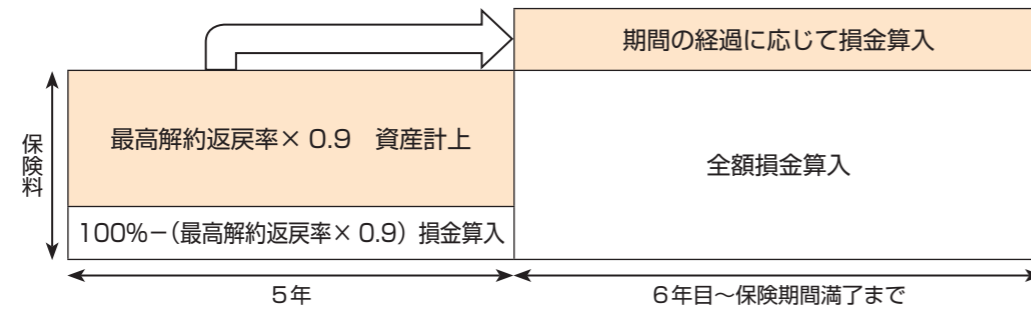 期間の経過に応じて損金算入
保険料
最高解約返戻率×0.9　資産計上
全額損金算入
100%−(最高解約返戻率×0.9) 損金算入
5年
6年目～保険期間満了まで